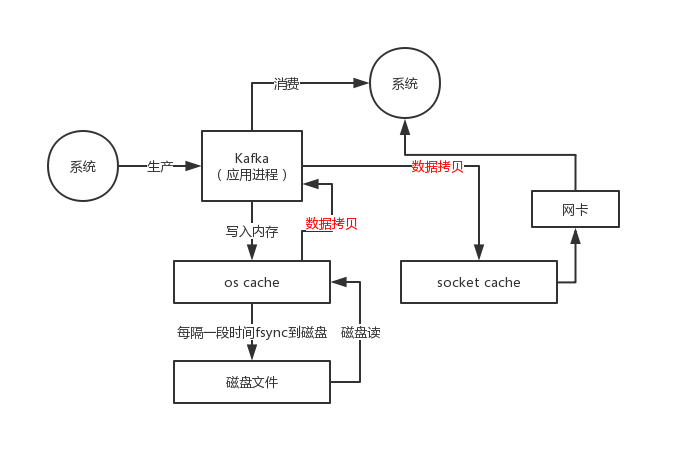 消费
系统
系统
生产
Kafka
（应用进程）
数据拷贝
网卡
数据拷贝
写入内存
os cache
socket cache
每隔一段时间fsync到磁盘
磁盘读
磁盘文件